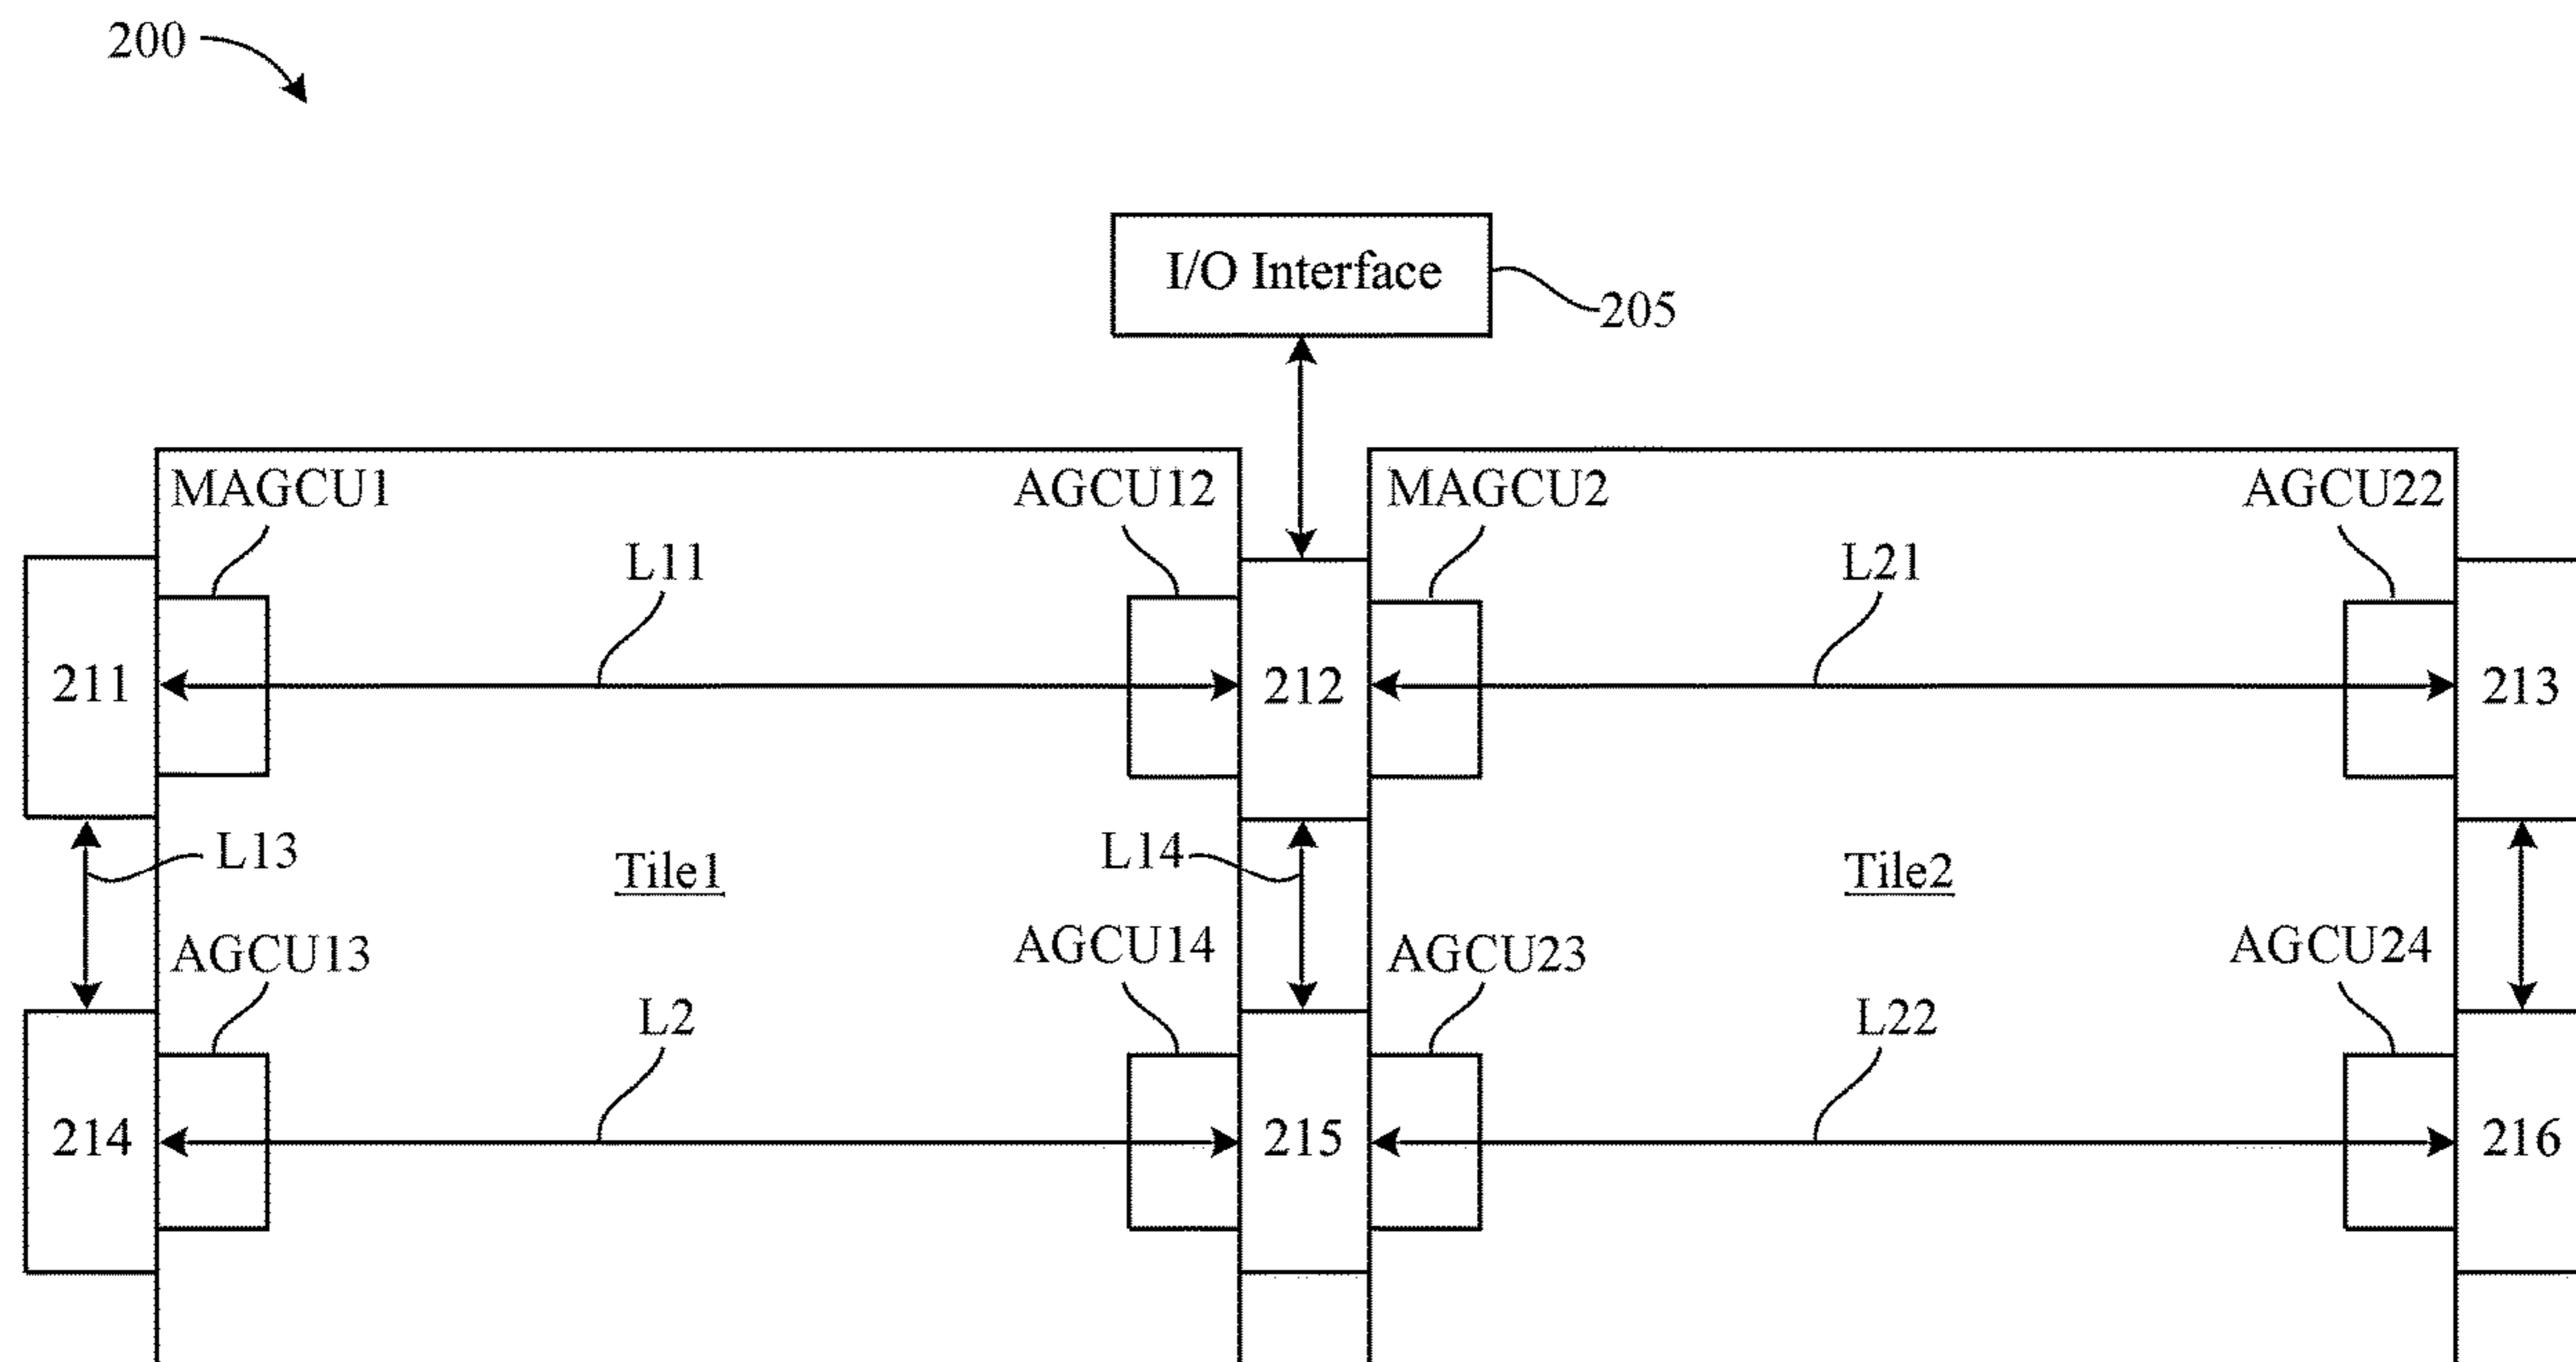 200
I/O Interface
205
MAGCU1
AGCU12
MAGCU2
AGCU22
L11
L21
211
212
213
L13
Tile1
L14
Tile2
AGCU13
AGCU14
AGCU23
AGCU24
L2
L22
214
215
216